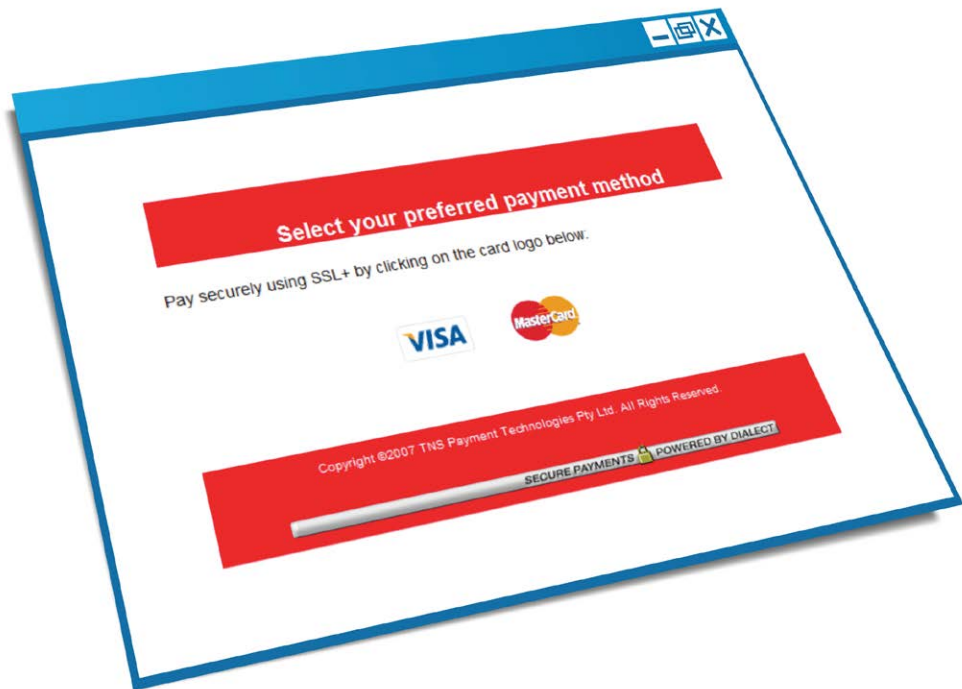 Select your preferred payment method
Pay securely using SSL+ by clicking on the card logo below:
VISA
MasterCard
Copyright ©2007 TNS Payment Technologies Pty Ltd. All Rights Reserved.
SECURE PAYMENTS POWERED BY DIALECT